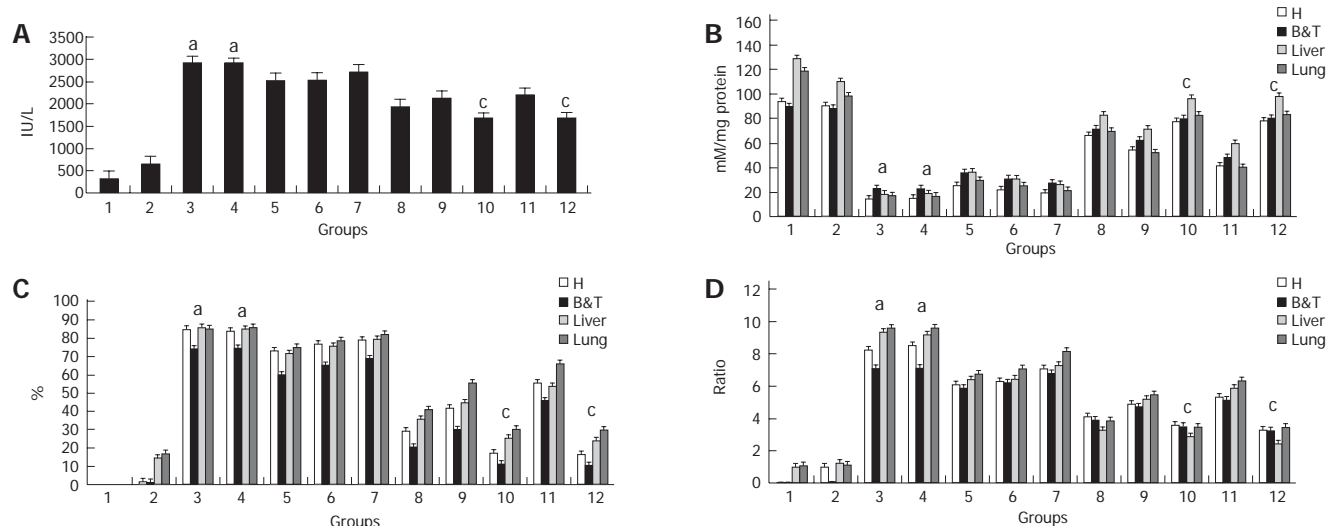 A
3500
3000
2500
2000
1500
1000
500
0
IU/L
a a c c
1 2 3 4 5 6 7 8 9 10 11 12
Groups
B
160
140
120
100
80
60
40
20
0
mM/mg protein
H
B&T
Liver
Lung
a a c c
1 2 3 4 5 6 7 8 9 10 11 12
Groups
C
100
90
80
70
60
50
40
30
20
10
0
%
H
B&T
Liver
Lung
a a c c
1 2 3 4 5 6 7 8 9 10 11 12
Groups
D
12
10
8
6
4
2
0
Ratio
H
B&T
Liver
Lung
a a c c
1 2 3 4 5 6 7 8 9 10 11 12
Groups